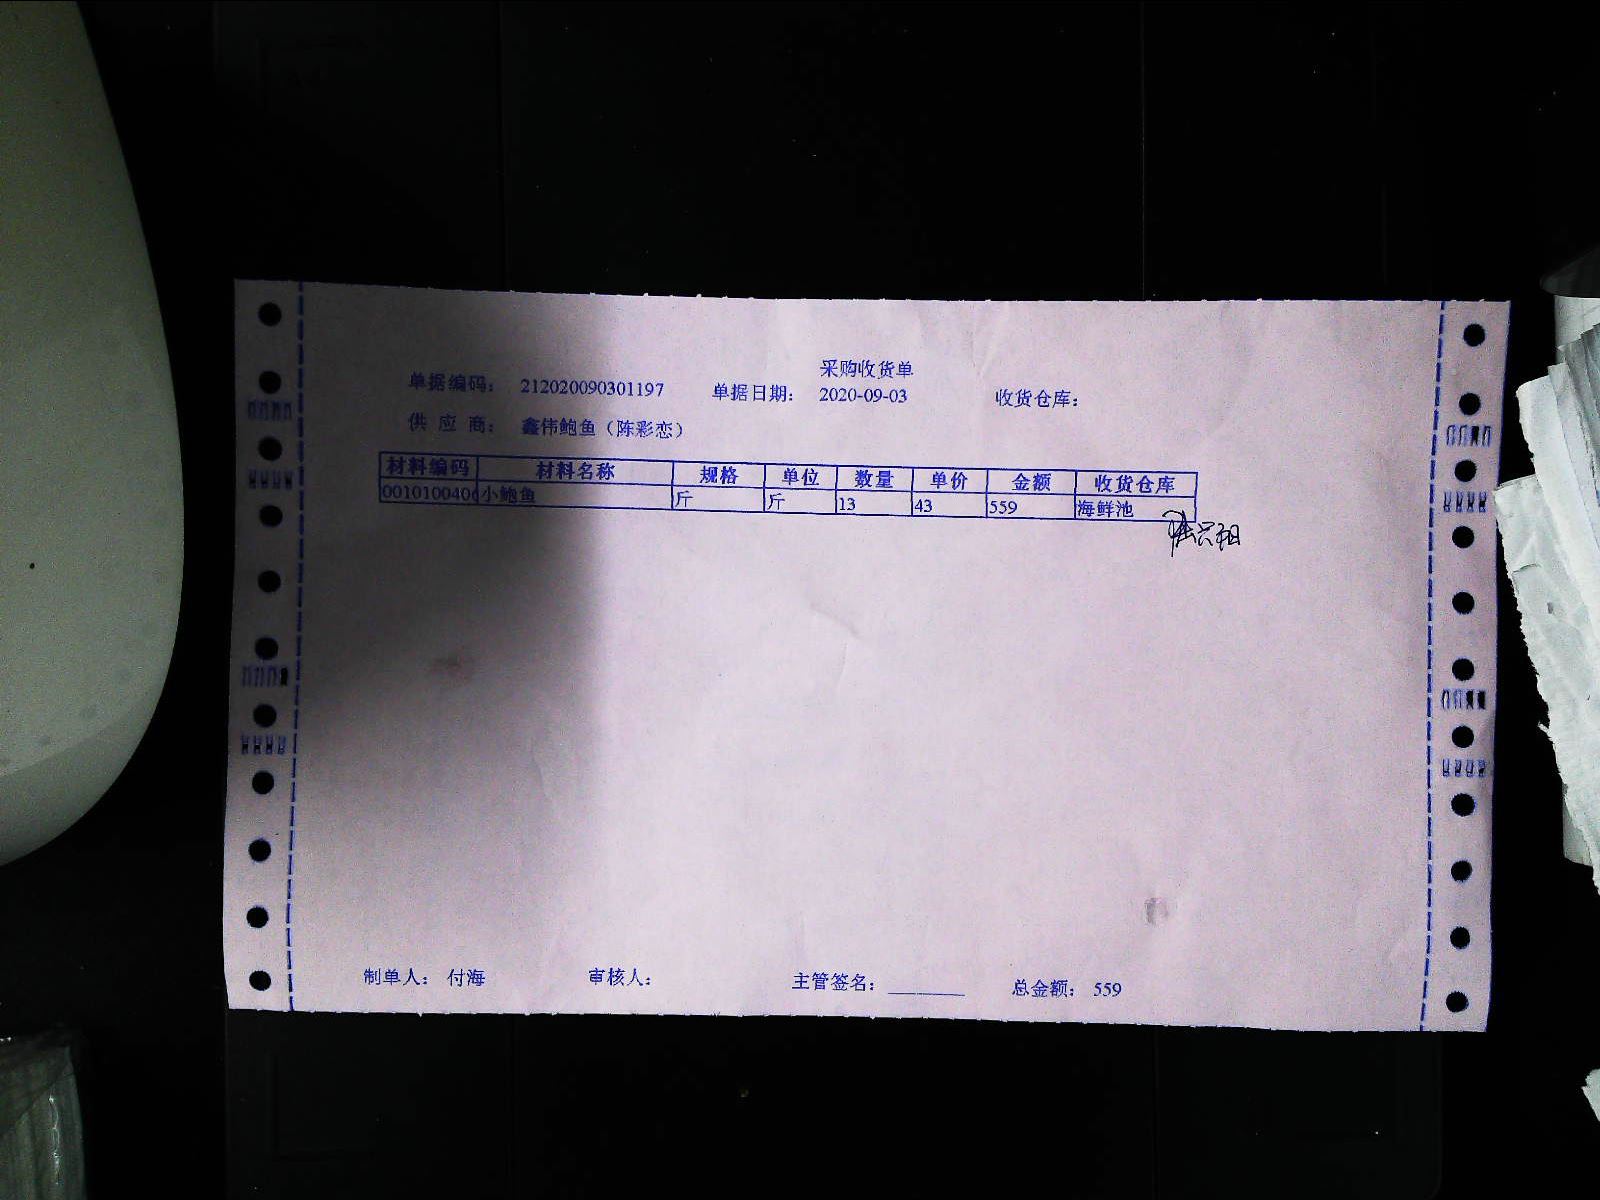 采购收货单
单据编码: 212020090301197 单据日期: 2020-09-03 收货仓库:
供 应 商: 鑫伟鲍鱼（陈彩恋）
材料编码 材料名称 规格 单位 数量 单价 金额 收货仓库
0010100406 小鲍鱼 斤 斤 13 43 559 海鲜池
制单人: 付海 审核人: 主管签名: ________ 总金额: 559